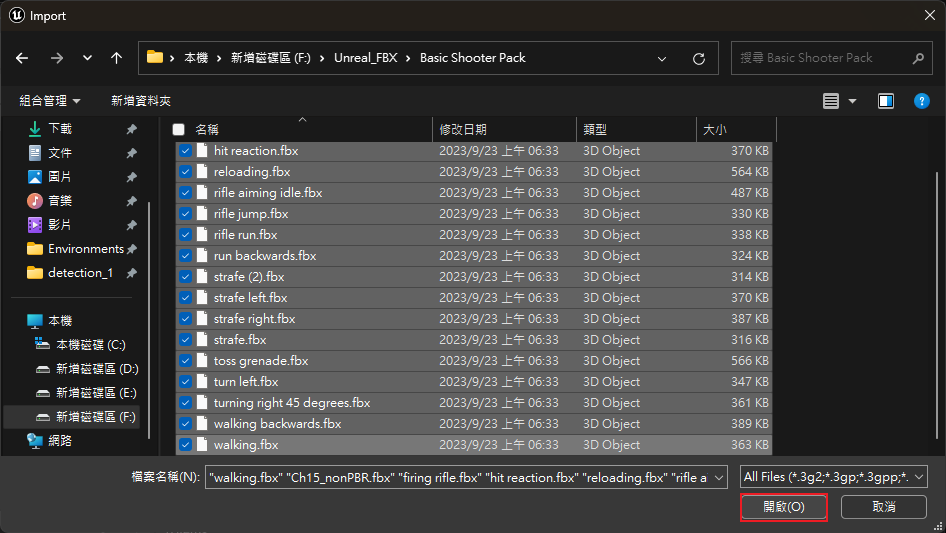 Import
本機 新增磁碟區 (F:) Unreal_FBX Basic Shooter Pack
搜尋 Basic Shooter Pack
組合管理 新增資料夾
下載
文件
圖片
音樂
影片
Environments
detection_1
本機
本機磁碟 (C:)
新增磁碟區 (D:)
新增磁碟區 (E:)
新增磁碟區 (F:)
網路
名稱 修改日期 類型 大小
hit reaction.fbx 2023/9/23 上午 06:33 3D Object 370 KB
reloading.fbx 2023/9/23 上午 06:33 3D Object 564 KB
rifle aiming idle.fbx 2023/9/23 上午 06:33 3D Object 487 KB
rifle jump.fbx 2023/9/23 上午 06:33 3D Object 330 KB
rifle run.fbx 2023/9/23 上午 06:33 3D Object 338 KB
run backwards.fbx 2023/9/23 上午 06:33 3D Object 324 KB
strafe (2).fbx 2023/9/23 上午 06:33 3D Object 314 KB
strafe left.fbx 2023/9/23 上午 06:33 3D Object 370 KB
strafe right.fbx 2023/9/23 上午 06:33 3D Object 387 KB
strafe.fbx 2023/9/23 上午 06:33 3D Object 316 KB
toss grenade.fbx 2023/9/23 上午 06:33 3D Object 566 KB
turn left.fbx 2023/9/23 上午 06:33 3D Object 347 KB
turning right 45 degrees.fbx 2023/9/23 上午 06:33 3D Object 361 KB
walking backwards.fbx 2023/9/23 上午 06:33 3D Object 389 KB
walking.fbx 2023/9/23 上午 06:33 3D Object 363 KB
檔案名稱(N): "walking.fbx" "Ch15_nonPBR.fbx" "firing rifle.fbx" "hit reaction.fbx" "reloading.fbx" "rifle a
All Files (*.3g2;*.3gp;*.3gpp;*.
開啟(O) 取消